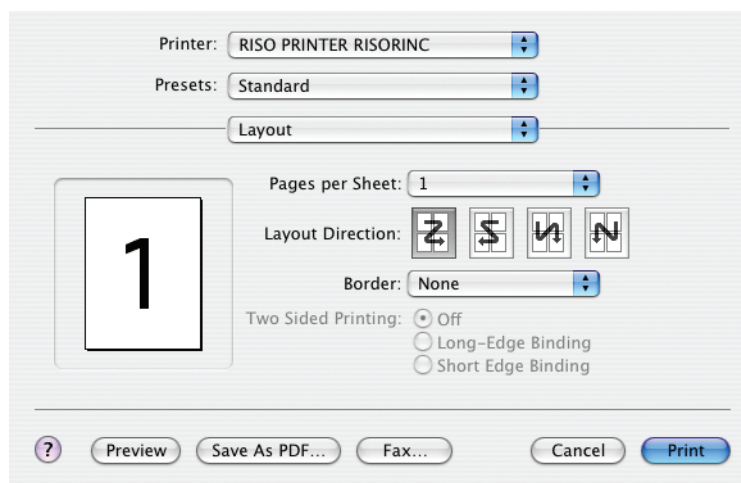 Printer: RISO PRINTER RISORINC
Presets: Standard
Layout
Pages per Sheet: 1
Layout Direction:
1
Border: None
Two Sided Printing: Off
Long-Edge Binding
Short Edge Binding
? Preview Save As PDF... Fax... Cancel Print